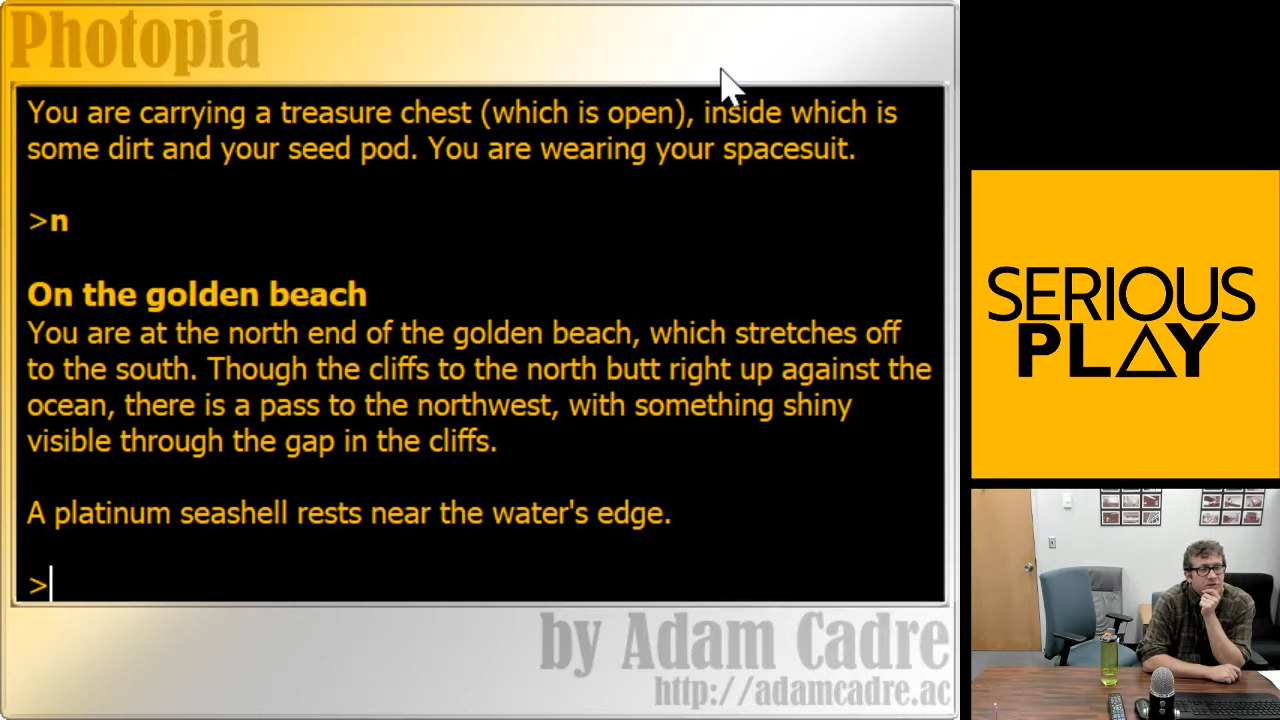 Photopia
You are carrying a treasure chest (which is open), inside which is
some dirt and your seed pod. You are wearing your spacesuit.
>n
On the golden beach
You are at the north end of the golden beach, which stretches off
to the south. Though the cliffs to the north butt right up against the
ocean, there is a pass to the northwest, with something shiny
visible through the gap in the cliffs.
A platinum seashell rests near the water's edge.
>
by Adam Cadre
http://adamcadre.ac
SERIOUS
PLAY